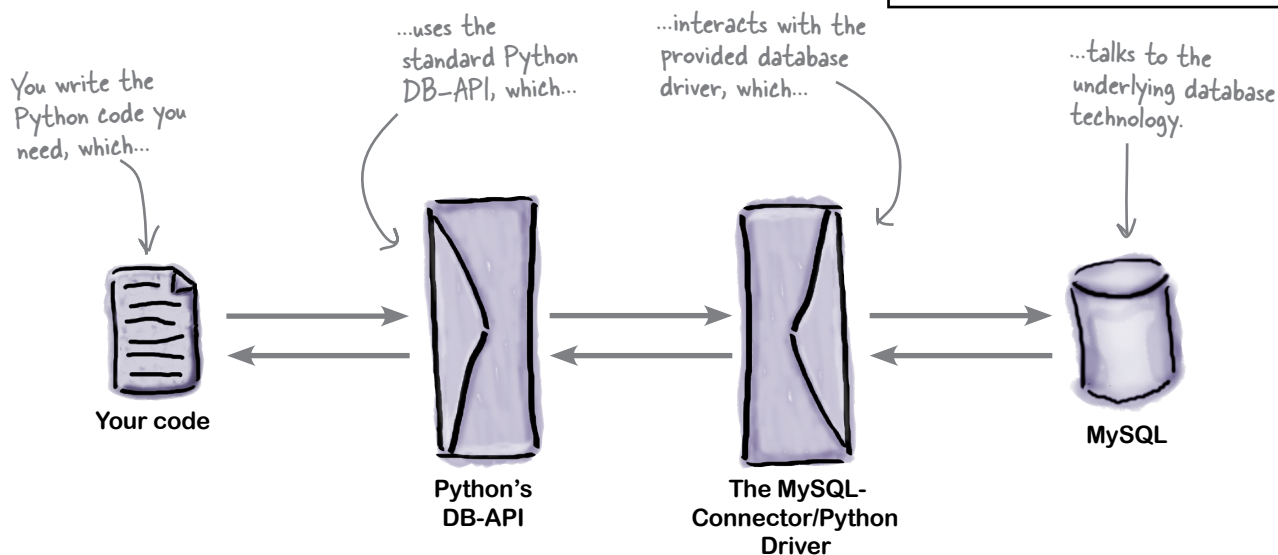 You write the
Python code you
need, which...
...uses the
standard Python
DB-API, which...
...interacts with the
provided database
driver, which...
...talks to the
underlying database
technology.
Your code
Python's
DB-API
The MySQL-
Connector/Python
Driver
MySQL